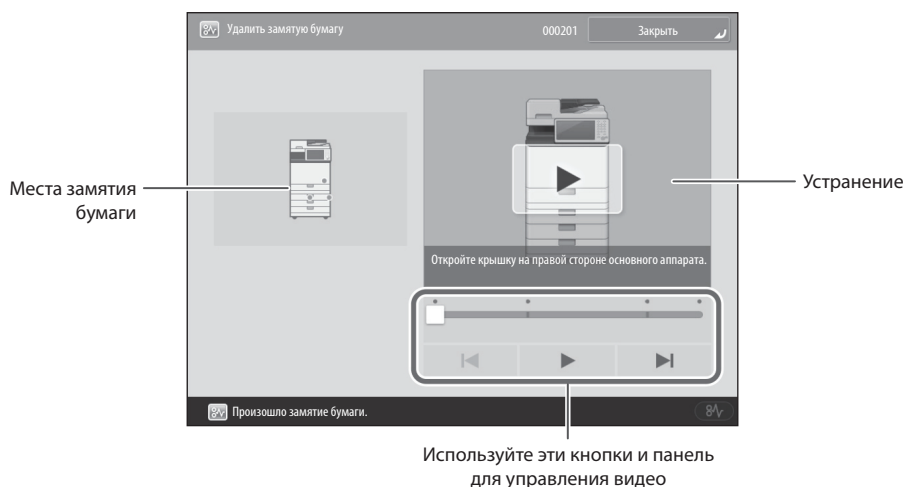 Удалить замятую бумагу
000201
Закрыть
Места замятия
бумаги
Устранение
Откройте крышку на правой стороне основного аппарата.
Произошло замятие бумаги.
Используйте эти кнопки и панель
для управления видео